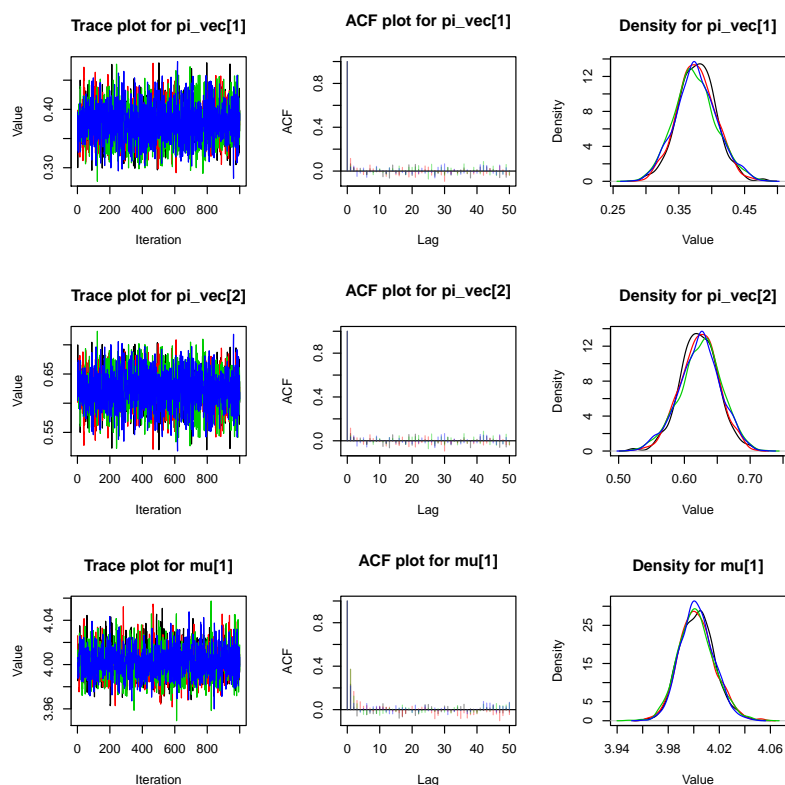 Trace plot for pi_vec[1]
Value
0.30 0.40
0 200 400 600 800
Iteration
ACF plot for pi_vec[1]
ACF
0.0 0.4 0.8
0 10 20 30 40 50
Lag
Density for pi_vec[1]
Density
0 4 8 12
0.25 0.35 0.45
Value
Trace plot for pi_vec[2]
Value
0.55 0.65
0 200 400 600 800
Iteration
ACF plot for pi_vec[2]
ACF
0.0 0.4 0.8
0 10 20 30 40 50
Lag
Density for pi_vec[2]
Density
0 4 8 12
0.50 0.60 0.70
Value
Trace plot for mu[1]
Value
3.96 4.00 4.04
0 200 400 600 800
Iteration
ACF plot for mu[1]
ACF
0.0 0.4 0.8
0 10 20 30 40 50
Lag
Density for mu[1]
Density
0 5 15 25
3.94 3.98 4.02 4.06
Value